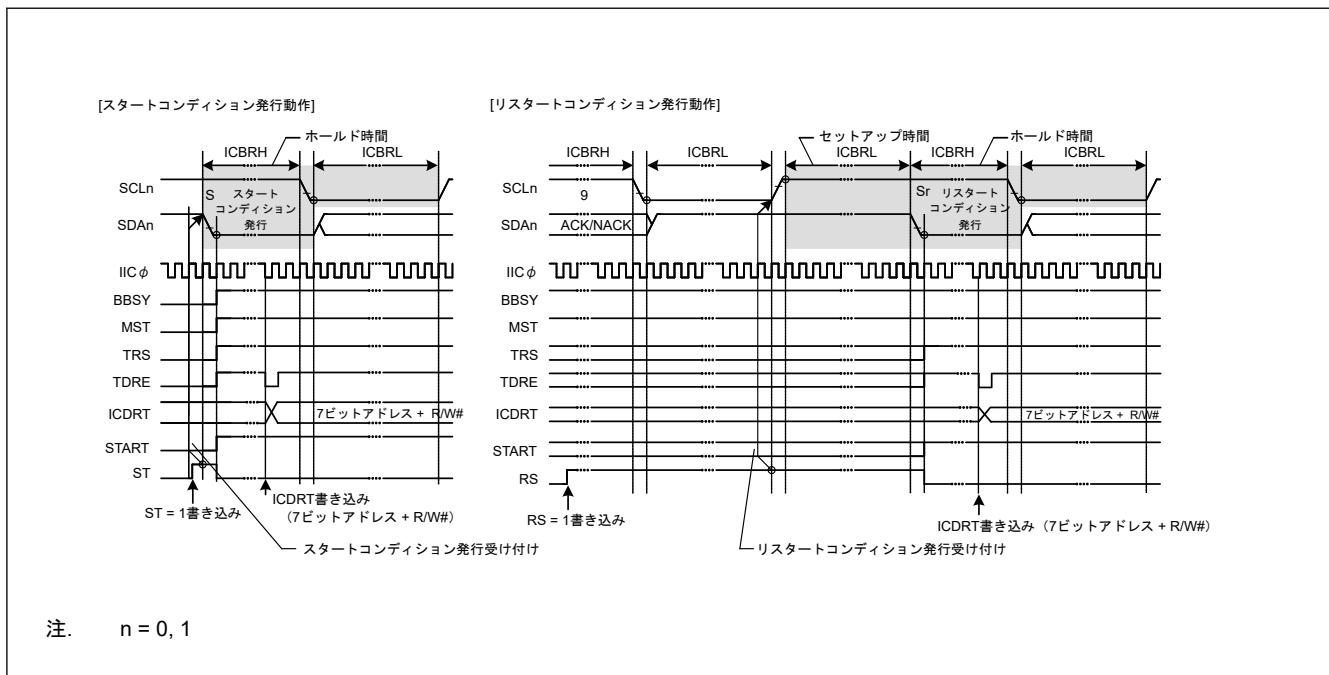 [スタートコンディション発行動作]
ホールド時間
ICBRH ICBRL
SCLn
S スタート
コンディション
発行
SDAn
IICφ
BBSY
MST
TRS
TDRE
ICDRT
7ビットアドレス + R/W#
START
ST
ST = 1書き込み
ICDRT書き込み
（7ビットアドレス + R/W#）
スタートコンディション発行受け付け
[リスタートコンディション発行動作]
セットアップ時間 ホールド時間
ICBRH ICBRL ICBRL ICBRH ICBRL
SCLn
9
Sr リスタート
コンディション
発行
SDAn
ACK/NACK
IICφ
BBSY
MST
TRS
TDRE
ICDRT
7ビットアドレス + R/W#
START
RS
RS = 1書き込み
ICDRT書き込み（7ビットアドレス + R/W#）
リスタートコンディション発行受け付け
注. n = 0, 1